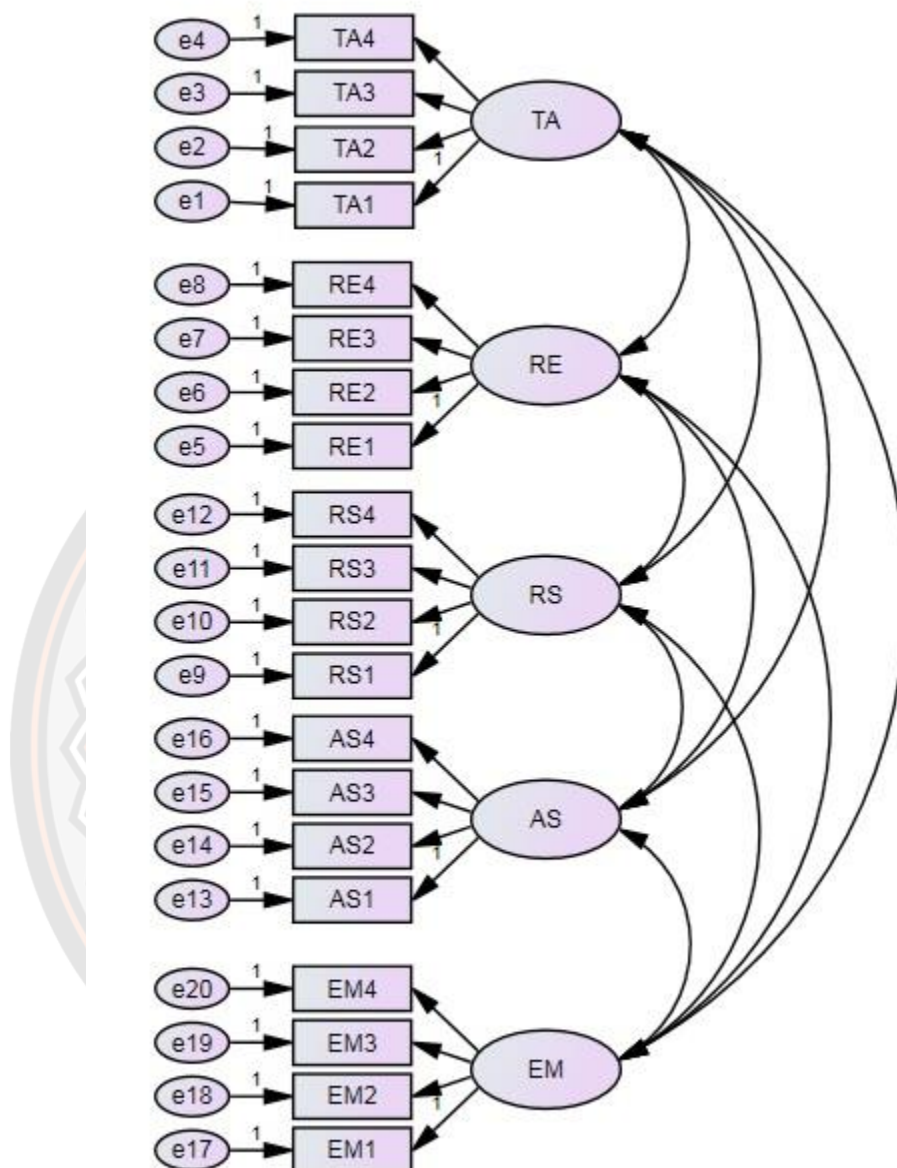 e4 1 TA4
e3 1 TA3
TA
e2 1 TA2
1
e1 1 TA1
e8 1 RE4
e7 1 RE3
RE
e6 1 RE2
1
e5 1 RE1
e12 1 RS4
e11 1 RS3
RS
e10 1 RS2
1
e9 1 RS1
e16 1 AS4
e15 1 AS3
AS
e14 1 AS2
1
e13 1 AS1
e20 1 EM4
e19 1 EM3
EM
e18 1 EM2
1
e17 1 EM1